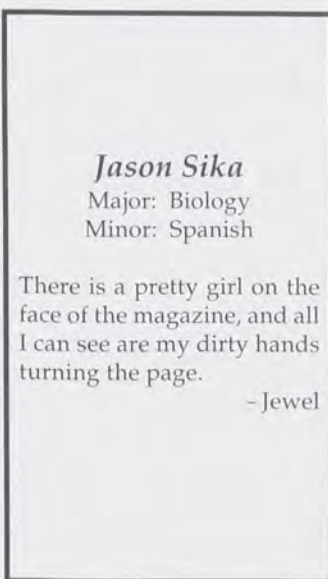 Jason Sika
Major: Biology
Minor: Spanish
There is a pretty girl on the
face of the magazine, and all
I can see are my dirty hands
turning the page.
– Jewel